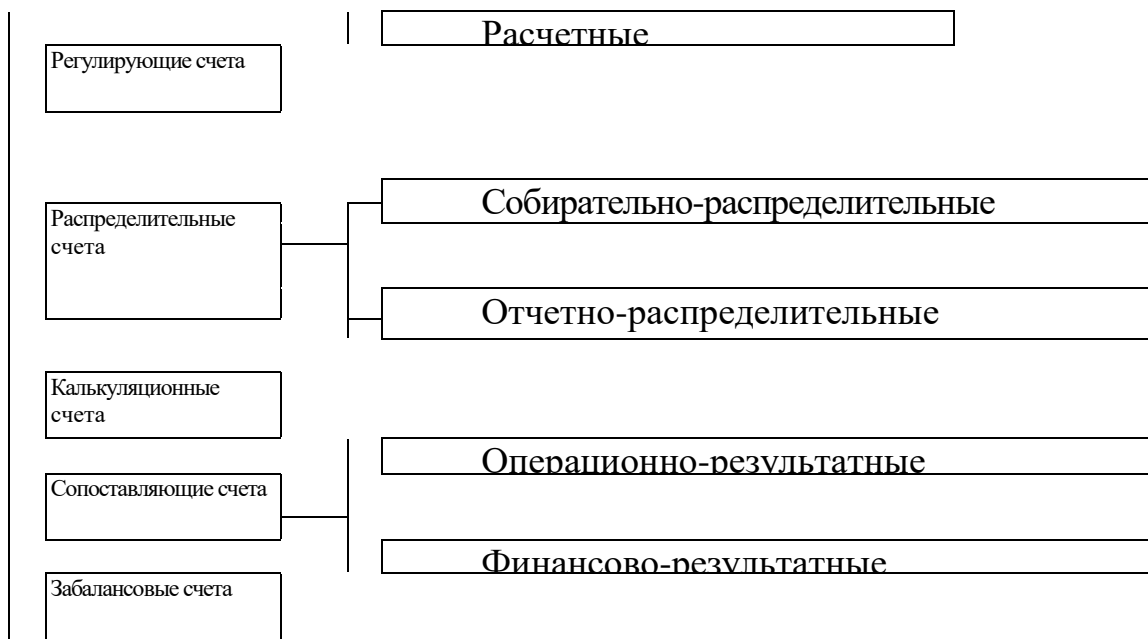 Расчетные
Регулирующие счета
Собирательно-распределительные
Распределительные
счета
Отчетно-распределительные
Калькуляционные
счета
Операционно-результатные
Сопоставляющие счета
Финансово-результатные
Забалансовые счета